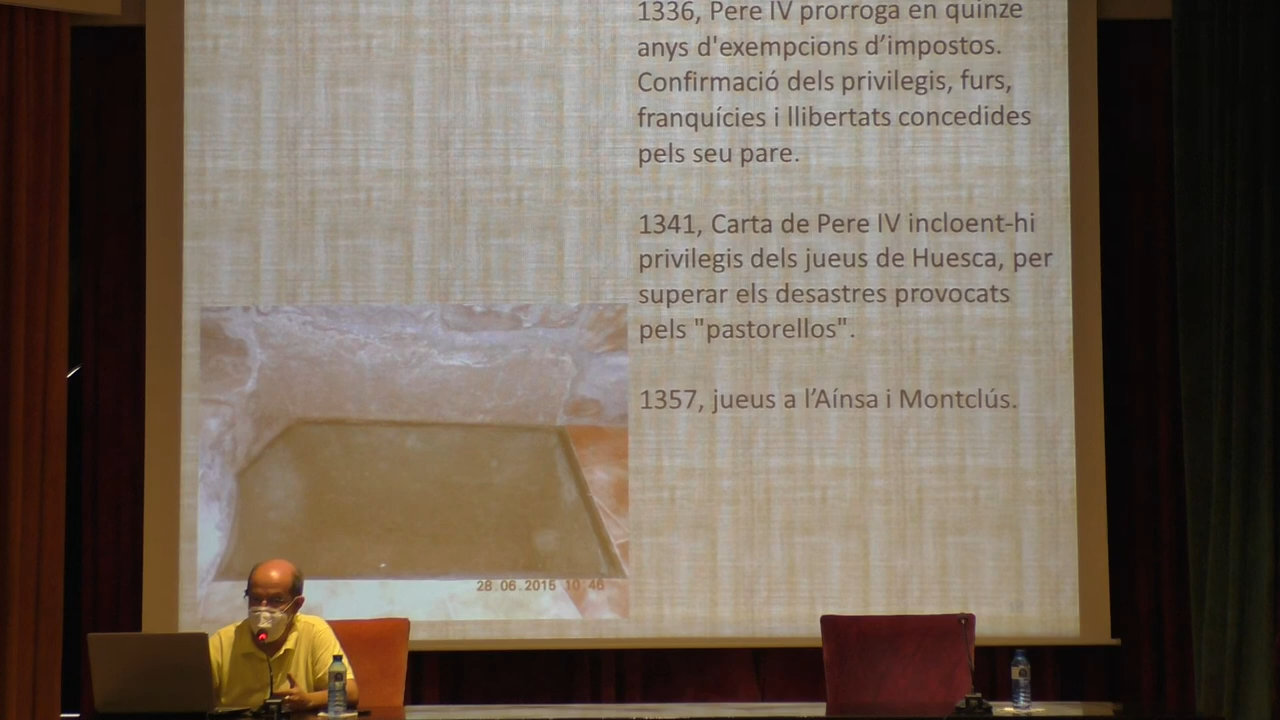 1336, Pere IV prorroga en quinze
anys d'exempcions d’impostos.
Confirmació dels privilegis, furs,
franquícies i llibertats concedides
pels seu pare.
1341, Carta de Pere IV incloent-hi
privilegis dels jueus de Huesca, per
superar els desastres provocats
pels "pastorellos".
1357, jueus a l’Aínsa i Montclús.
28.06.2015 10:46